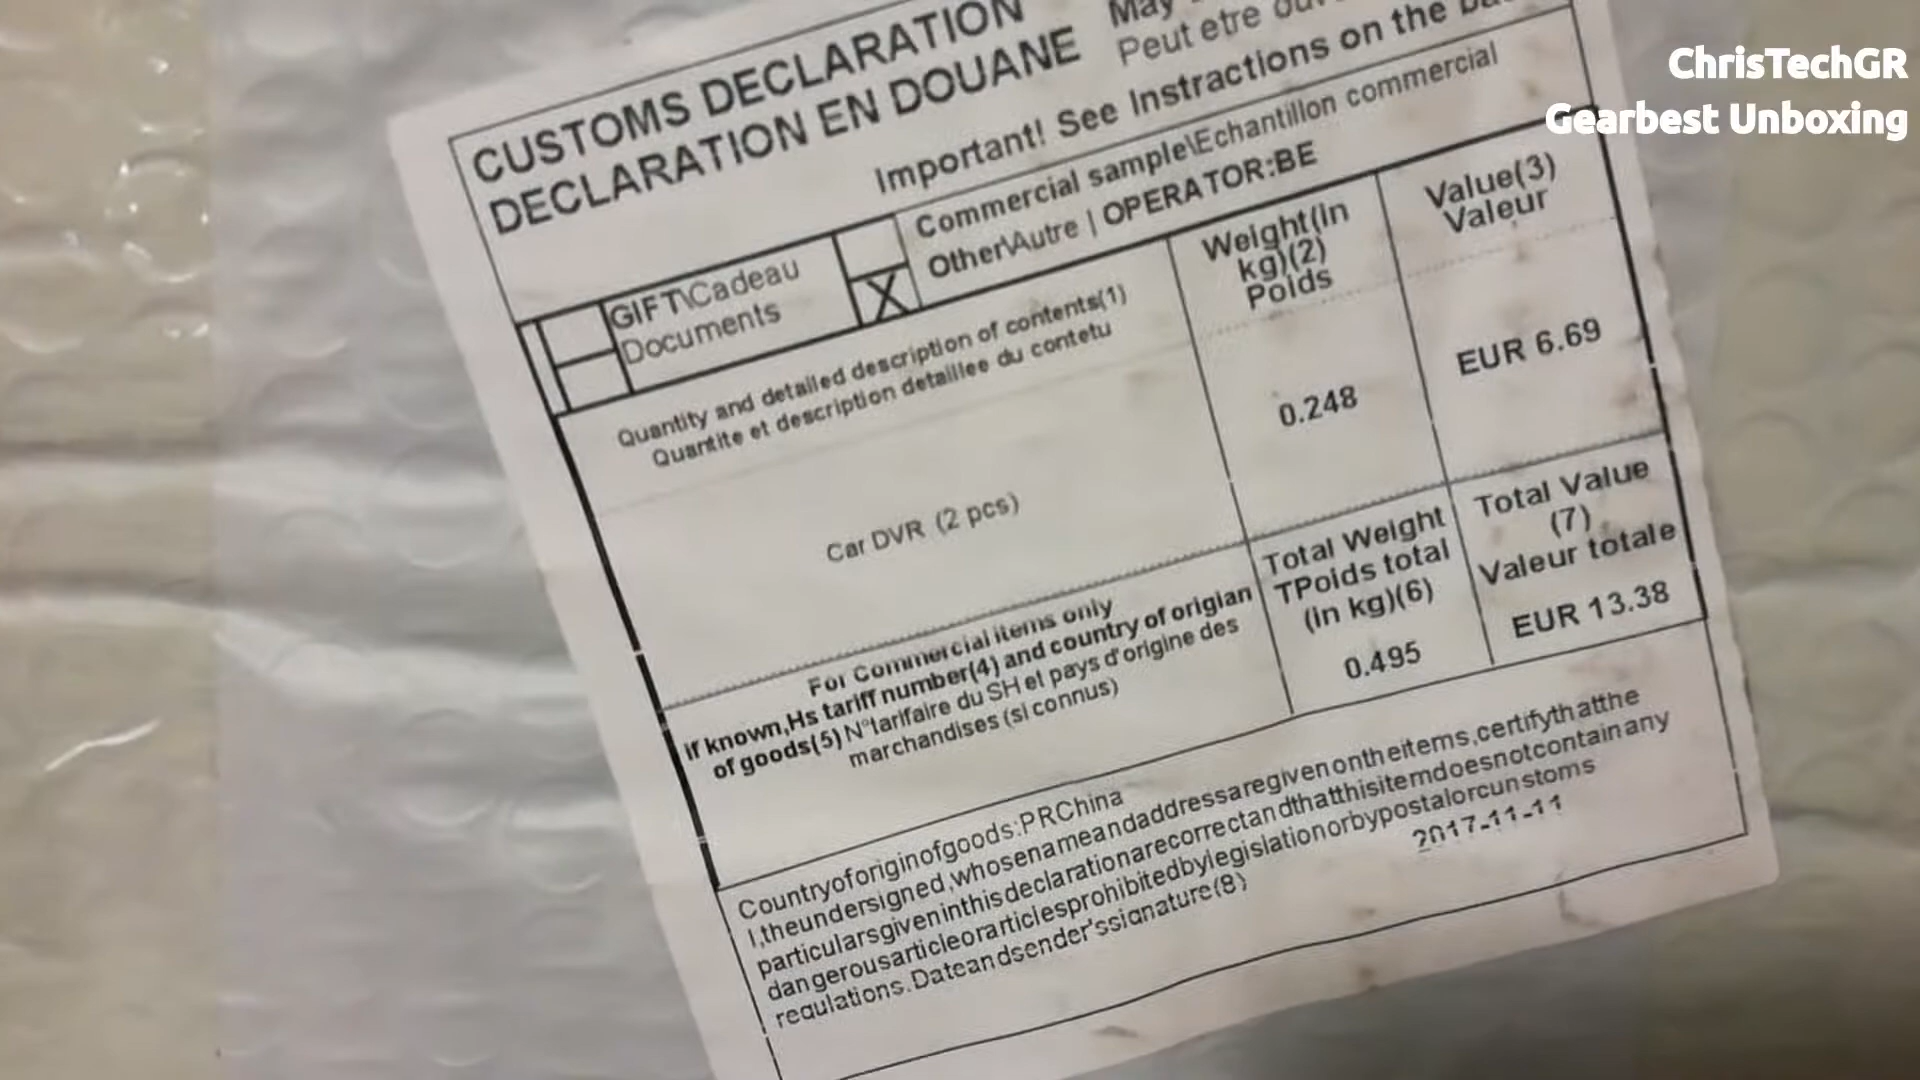 ChrisTechGR
Gearbest Unboxing
CUSTOMS DECLARATION
DECLARATION EN DOUANE
May
Peut etre
Important! See Instractions on the
GIFT\Cadeau
Documents
X
Commercial sample\Echantillon commercial
Other\Autre | OPERATOR:BE
Quantity and detailed description of contents(1)
Quantite et description detaillee du contetu
Weight(in
kg)(2)
Poids
Value(3)
Valeur
Car DVR (2 pcs)
0.248
EUR 6.69
For Commercial items only
If known,Hs tariff number(4) and country of origian
of goods(5) N°tarifaire du SH et pays d'origine des
marchandises (si connus)
Total Weight
TPoids total
(in kg)(6)
0.495
Total Value
(7)
Valeur totale
EUR 13.38
Countryoforiginofgoods:PRChina
I,theundersigned,whosenameandaddressaregivenontheitems,certifythatthe
particularsgiveninthisdeclarationarecorrectandthatthisitemdoesnotcontainany
dangerousarticleorarticlesprohibitedbylegislationorbypostalorcunstoms
regulations.Dateandsender'ssignature(8)
2017-11-11